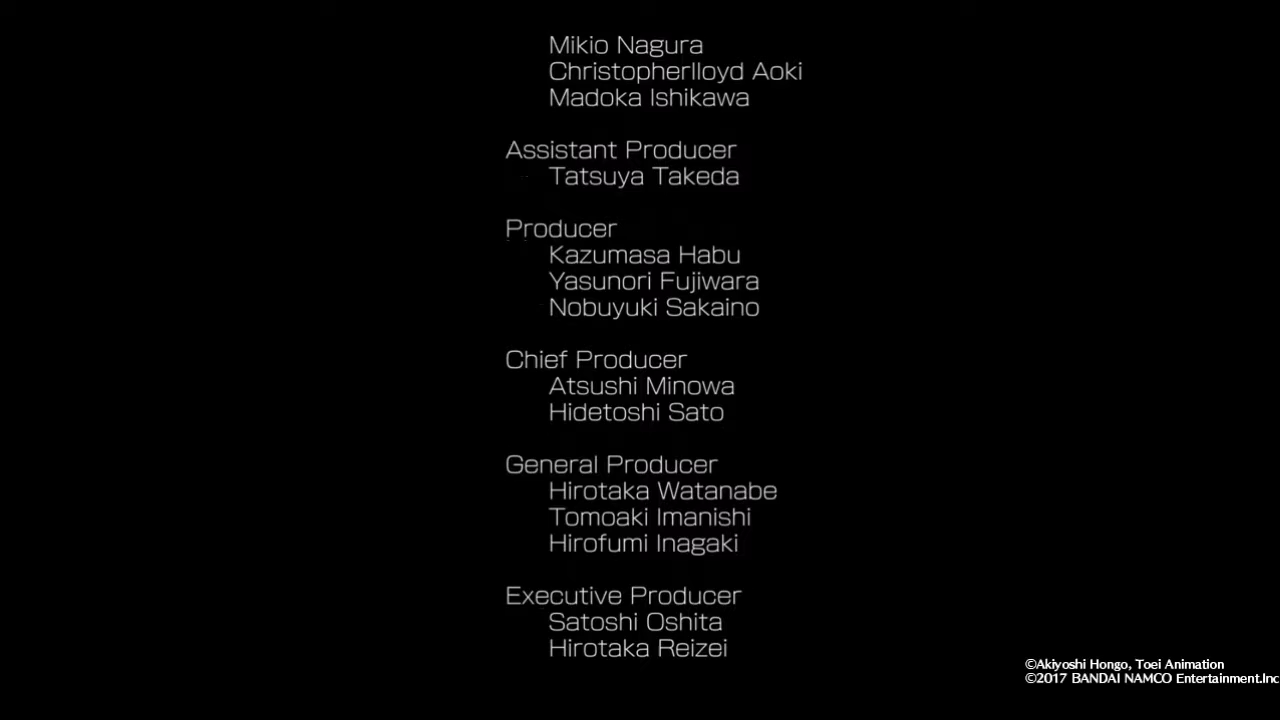 Mikio Nagura
Christopherlloyd Aoki
Madoka Ishikawa
Assistant Producer
Tatsuya Takeda
Producer
Kazumasa Habu
Yasunori Fujiwara
Nobuyuki Sakaino
Chief Producer
Atsushi Minowa
Hidetoshi Sato
General Producer
Hirotaka Watanabe
Tomoaki Imanishi
Hirofumi Inagaki
Executive Producer
Satoshi Oshita
Hirotaka Reizei
©Akiyoshi Hongo, Toei Animation
©2017 BANDAI NAMCO Entertainment.Inc